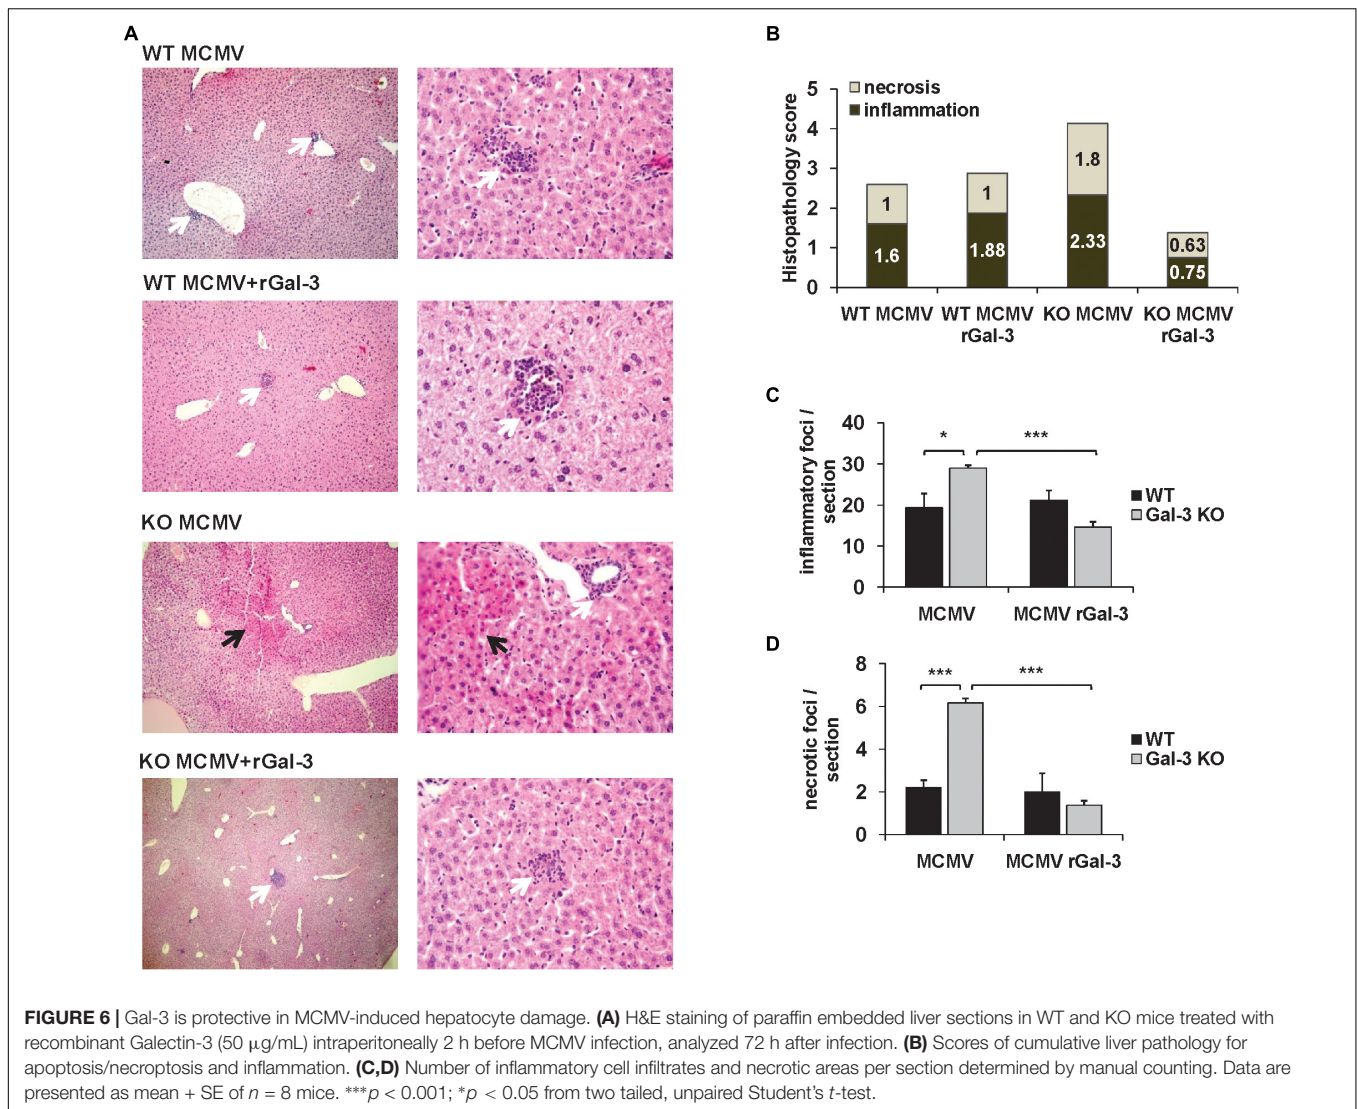 A
WT MCMV
WT MCMV+rGal-3
KO MCMV
KO MCMV+rGal-3
B
Histopathology score
5
4
3
2
1
0
necrosis
inflammation
1
1.6
1
1.88
1.8
2.33
0.63
0.75
WT MCMV
WT MCMV
rGal-3
KO MCMV
KO MCMV
rGal-3
C
inflammatory foci /
section
40
30
20
10
0
*
***
WT
Gal-3 KO
MCMV
MCMV rGal-3
D
necrotic foci /
section
8
6
4
2
0
***
***
WT
Gal-3 KO
MCMV
MCMV rGal-3
FIGURE 6 | Gal-3 is protective in MCMV-induced hepatocyte damage. (A) H&E staining of paraffin embedded liver sections in WT and KO mice treated with
recombinant Galectin-3 (50 μg/mL) intraperitoneally 2 h before MCMV infection, analyzed 72 h after infection. (B) Scores of cumulative liver pathology for
apoptosis/necroptosis and inflammation. (C,D) Number of inflammatory cell infiltrates and necrotic areas per section determined by manual counting. Data are
presented as mean + SE of n = 8 mice. ***p < 0.001; *p < 0.05 from two tailed, unpaired Student's t-test.